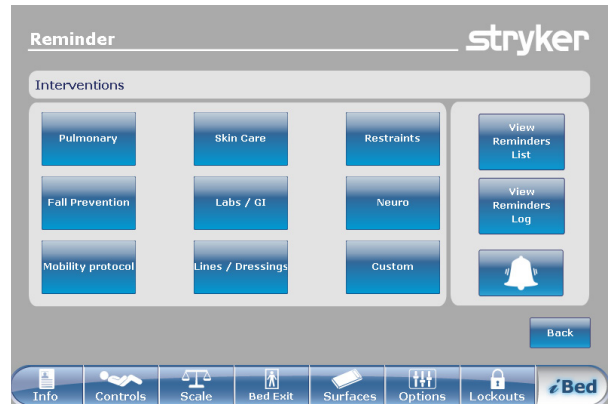 Reminder
stryker
Interventions
Pulmonary
Skin Care
Restraints
View
Reminders
List
Fall Prevention
Labs / GI
Neuro
View
Reminders
Log
Mobility protocol
Lines / Dressings
Custom
Back
Info
Controls
Scale
Bed Exit
Surfaces
Options
Lockouts
iBed